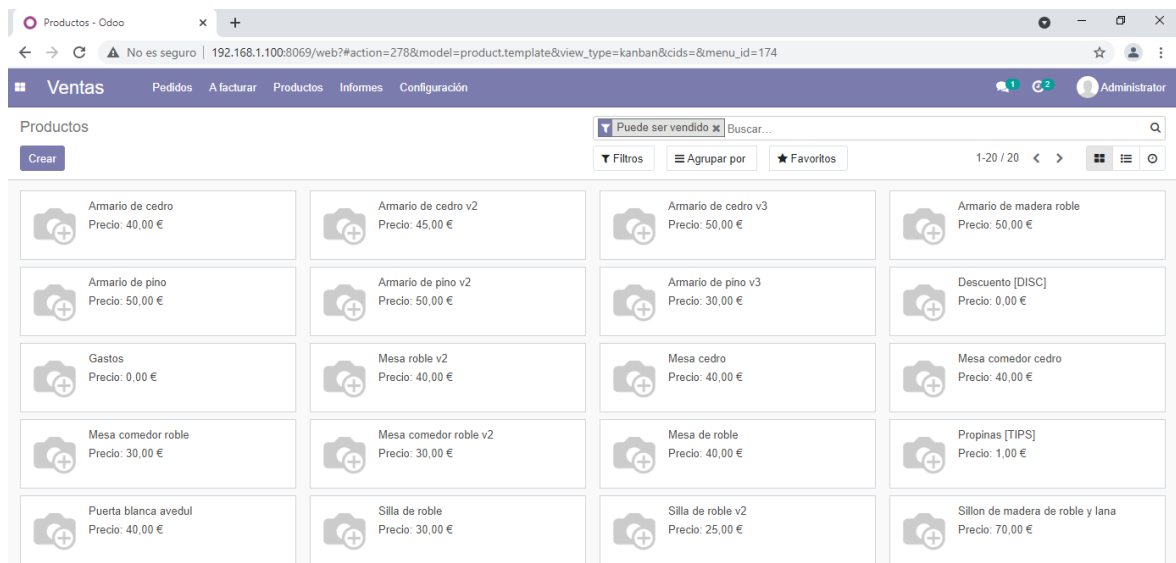 Productos - Odoo
No es seguro | 192.168.1.100:8069/web?#action=278&model=product.template&view_type=kanban&cids=&menu_id=174
Ventas Pedidos A facturar Productos Informes Configuración 1 2 Administrator
Productos
Puede ser vendido Buscar...
Crear
Filtros Agrupar por Favoritos 1-20 / 20
Armario de cedro
Precio: 40,00 €
Armario de cedro v2
Precio: 45,00 €
Armario de cedro v3
Precio: 50,00 €
Armario de madera roble
Precio: 50,00 €
Armario de pino
Precio: 50,00 €
Armario de pino v2
Precio: 50,00 €
Armario de pino v3
Precio: 30,00 €
Descuento [DISC]
Precio: 0,00 €
Gastos
Precio: 0,00 €
Mesa roble v2
Precio: 40,00 €
Mesa cedro
Precio: 40,00 €
Mesa comedor cedro
Precio: 40,00 €
Mesa comedor roble
Precio: 30,00 €
Mesa comedor roble v2
Precio: 30,00 €
Mesa de roble
Precio: 40,00 €
Propinas [TIPS]
Precio: 1,00 €
Puerta blanca avedul
Precio: 40,00 €
Silla de roble
Precio: 30,00 €
Silla de roble v2
Precio: 25,00 €
Sillon de madera de roble y lana
Precio: 70,00 €